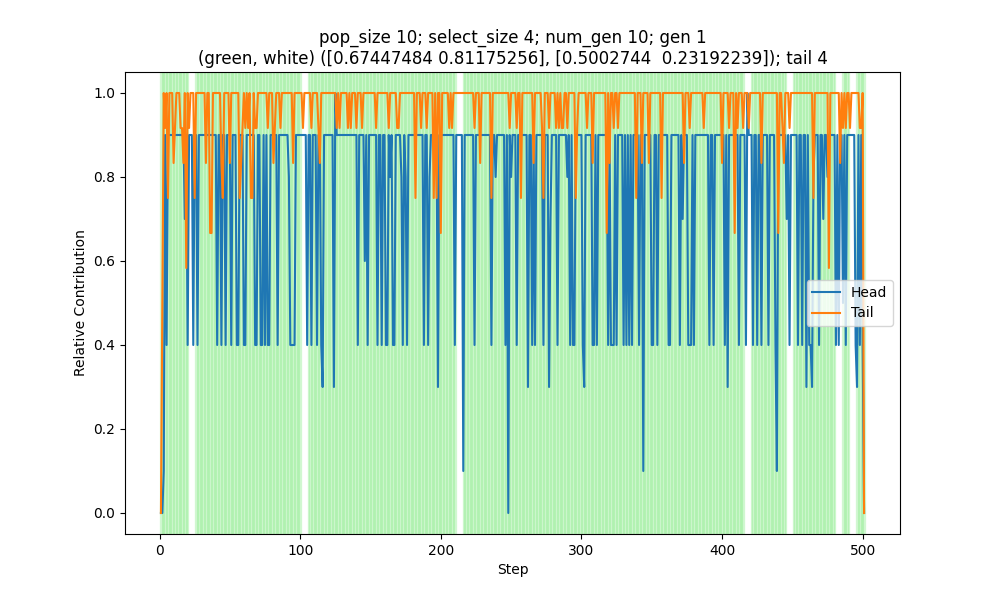 pop_size 10; select_size 4; num_gen 10; gen 1
(green, white) ([0.67447484 0.81175256], [0.5002744  0.23192239]); tail 4
1.0
0.8
0.6
0.4
0.2
0.0
Relative Contribution
Head
Tail
0
100
200
300
400
500
Step